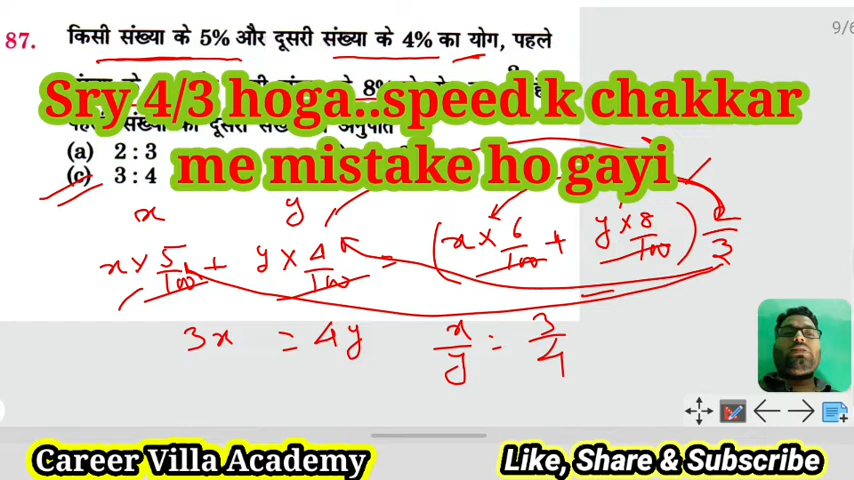 87. किसी संख्या के 5% और दूसरी संख्या के 4% का योग, पहले
9/6
8%
Sry 4/3 hoga..speed k chakkar
me mistake ho gayi
(a) 2 : 3
(c) 3 : 4
x y
x × 5/100 + y × 4/100 = (x × 6/100 + y × 8/100) 2/3
3x = 4y x/y = 3/4
Career Villa Academy
Like, Share & Subscribe